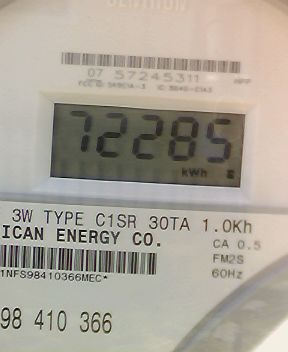 CENTRON
07 57245311
72285
kWh
3W TYPE C1SR 30TA 1.0Kh
ICAN ENERGY CO.
CA 0.5
FM2S
1NFS98410366MEC*
60Hz
98 410 366